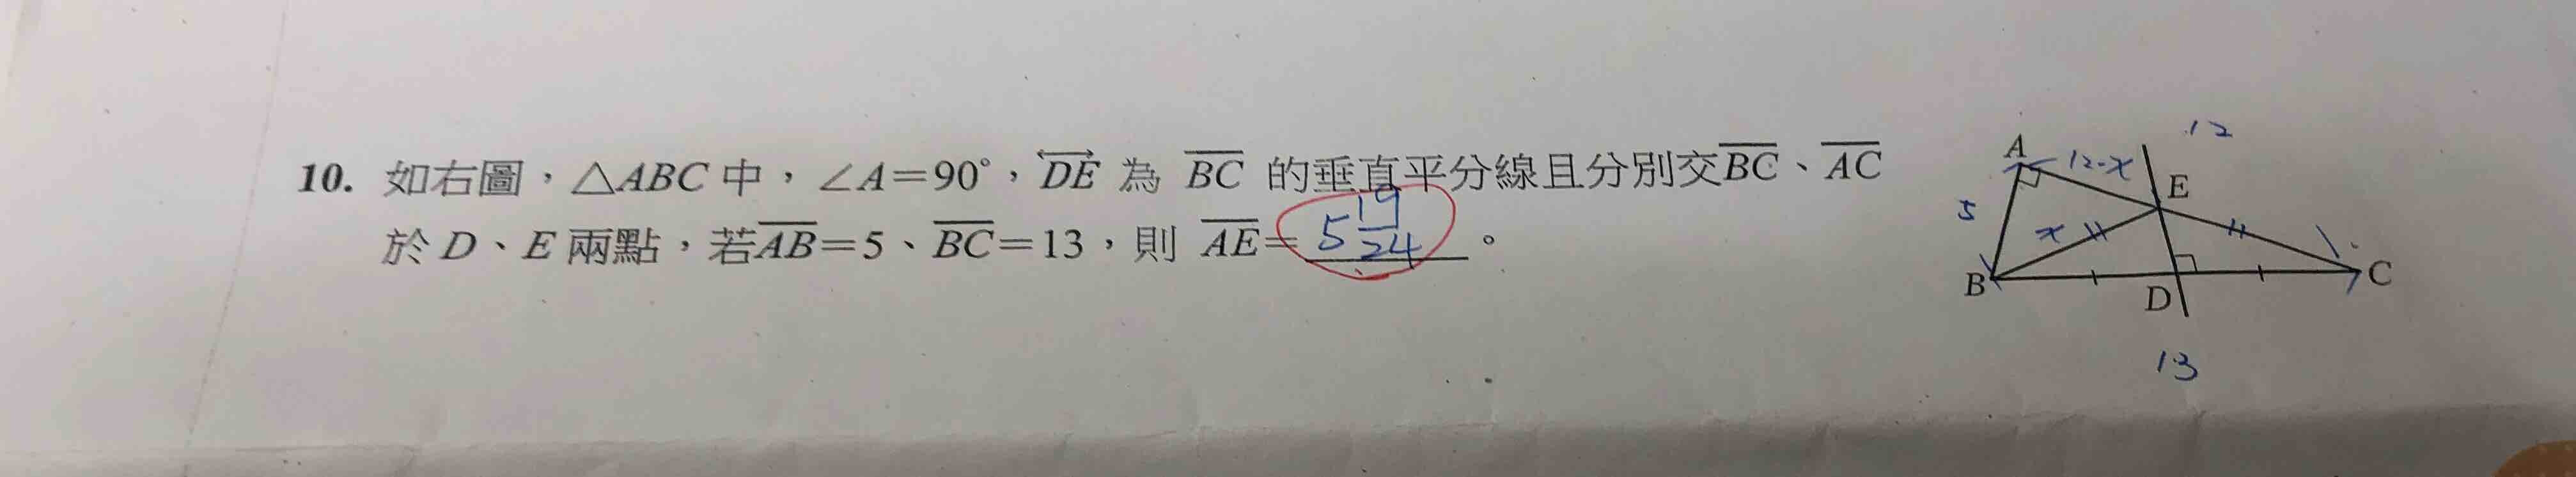 10. 如右圖，△ABC 中，∠A=90°，DE 為 BC 的垂直平分線且分別交BC、AC
於 D、E 兩點，若AB=5、BC=13，則 AE= 5 19/24 。
12
A
12-x
E
5
x
B
D
C
13